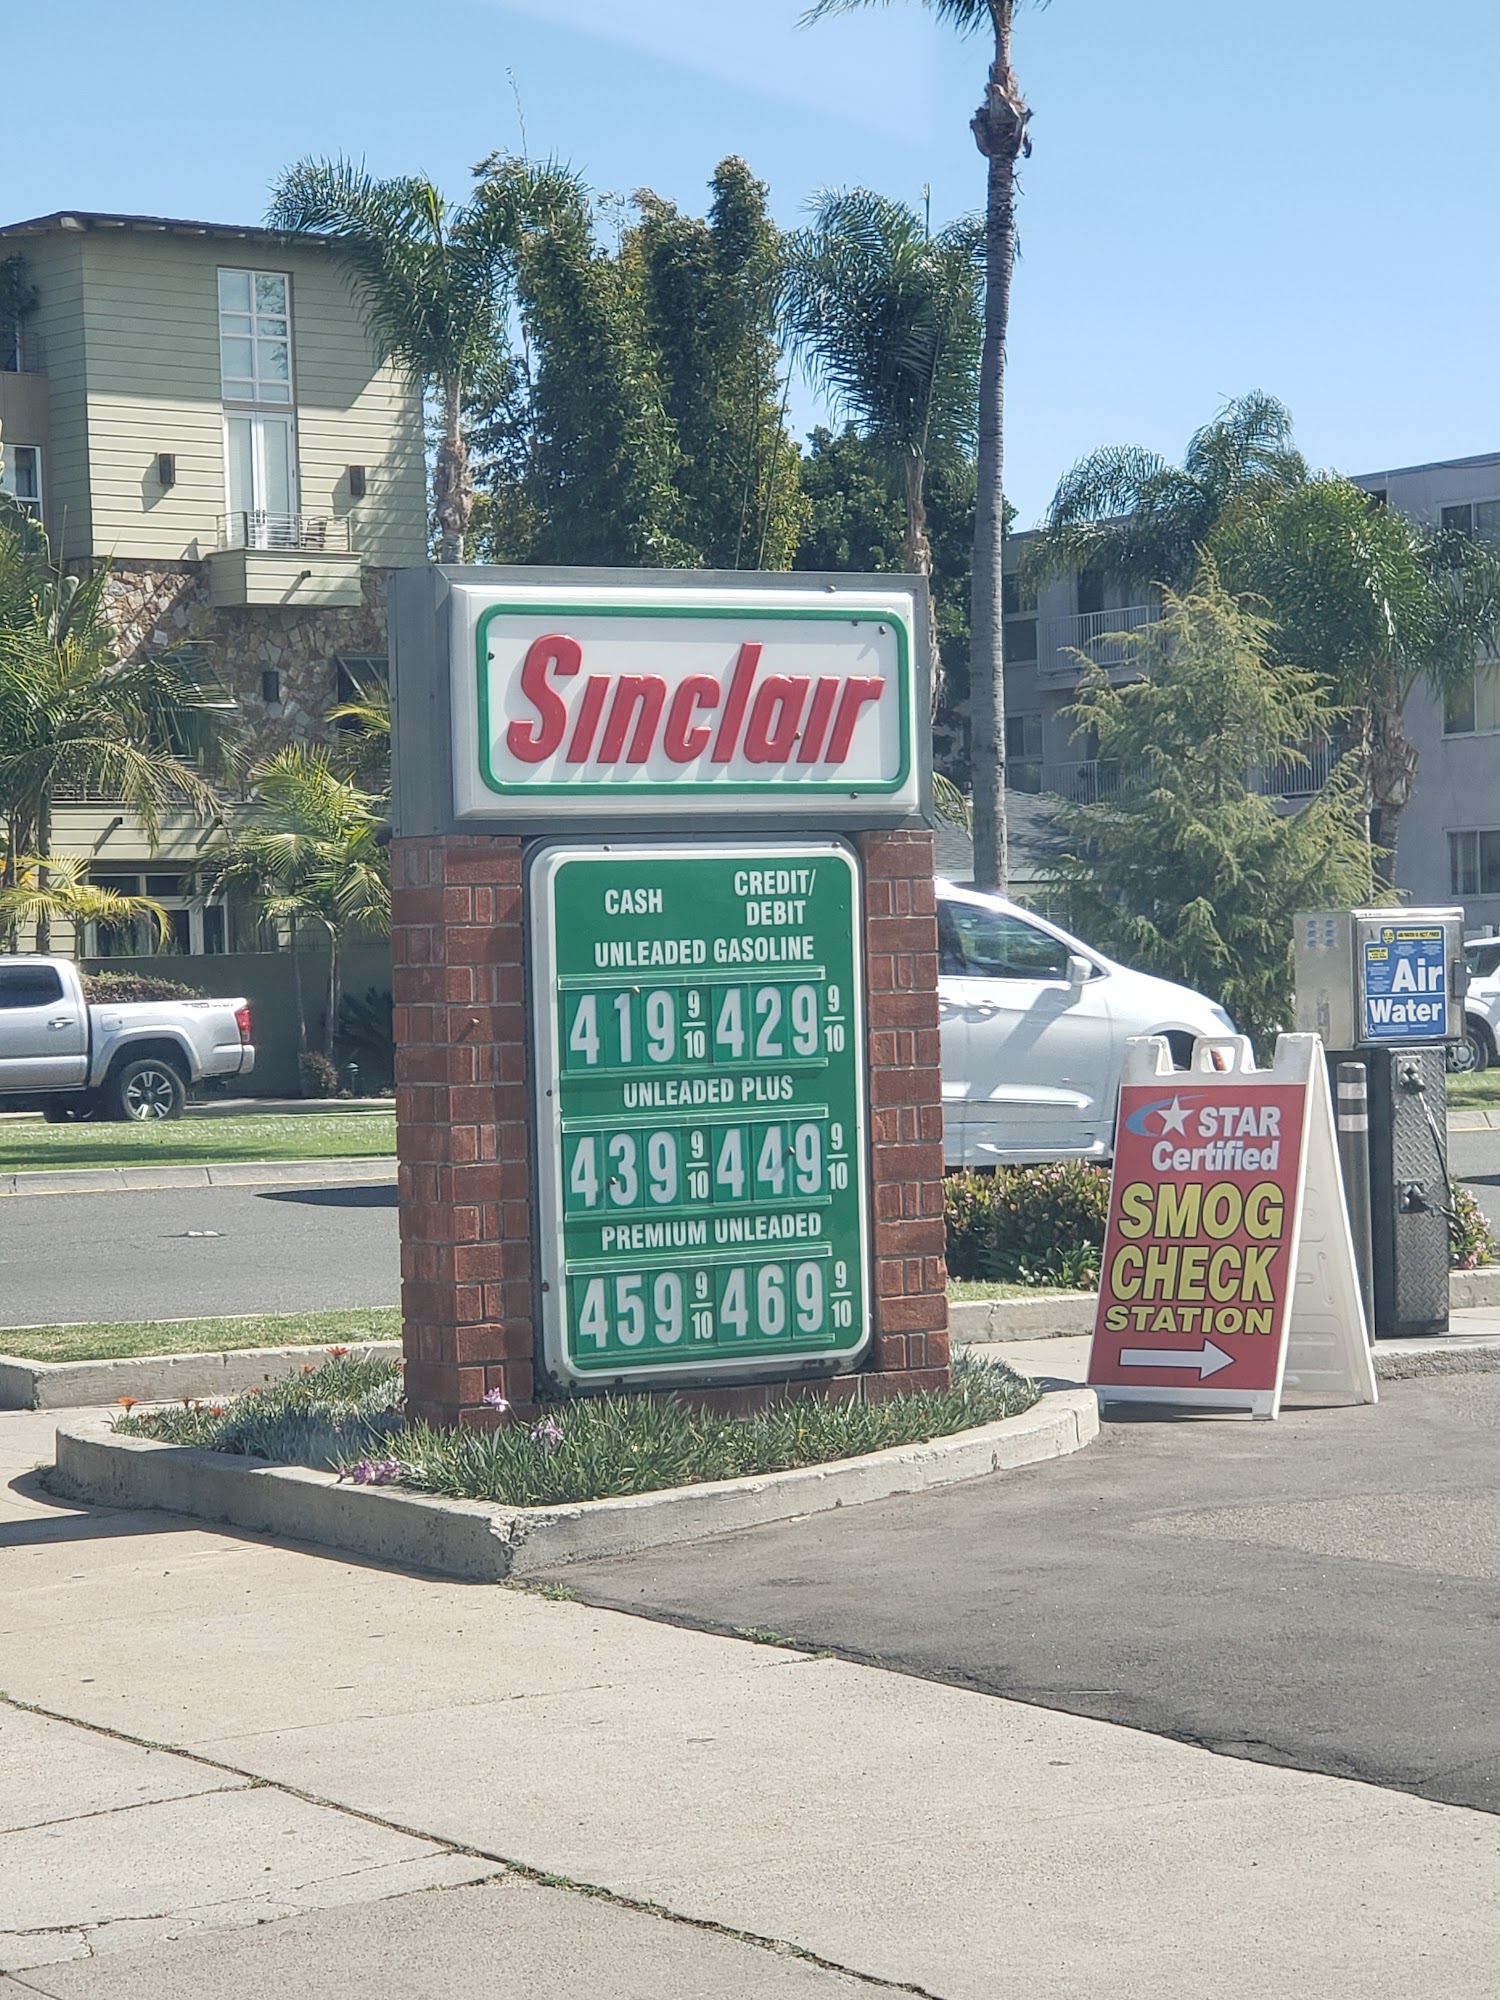 Sinclair
CASH
CREDIT/
DEBIT
UNLEADED GASOLINE
419 9/10 429 9/10
UNLEADED PLUS
439 9/10 449 9/10
PREMIUM UNLEADED
459 9/10 469 9/10
STAR
Certified
SMOG
CHECK
STATION
Air
Water
TRD